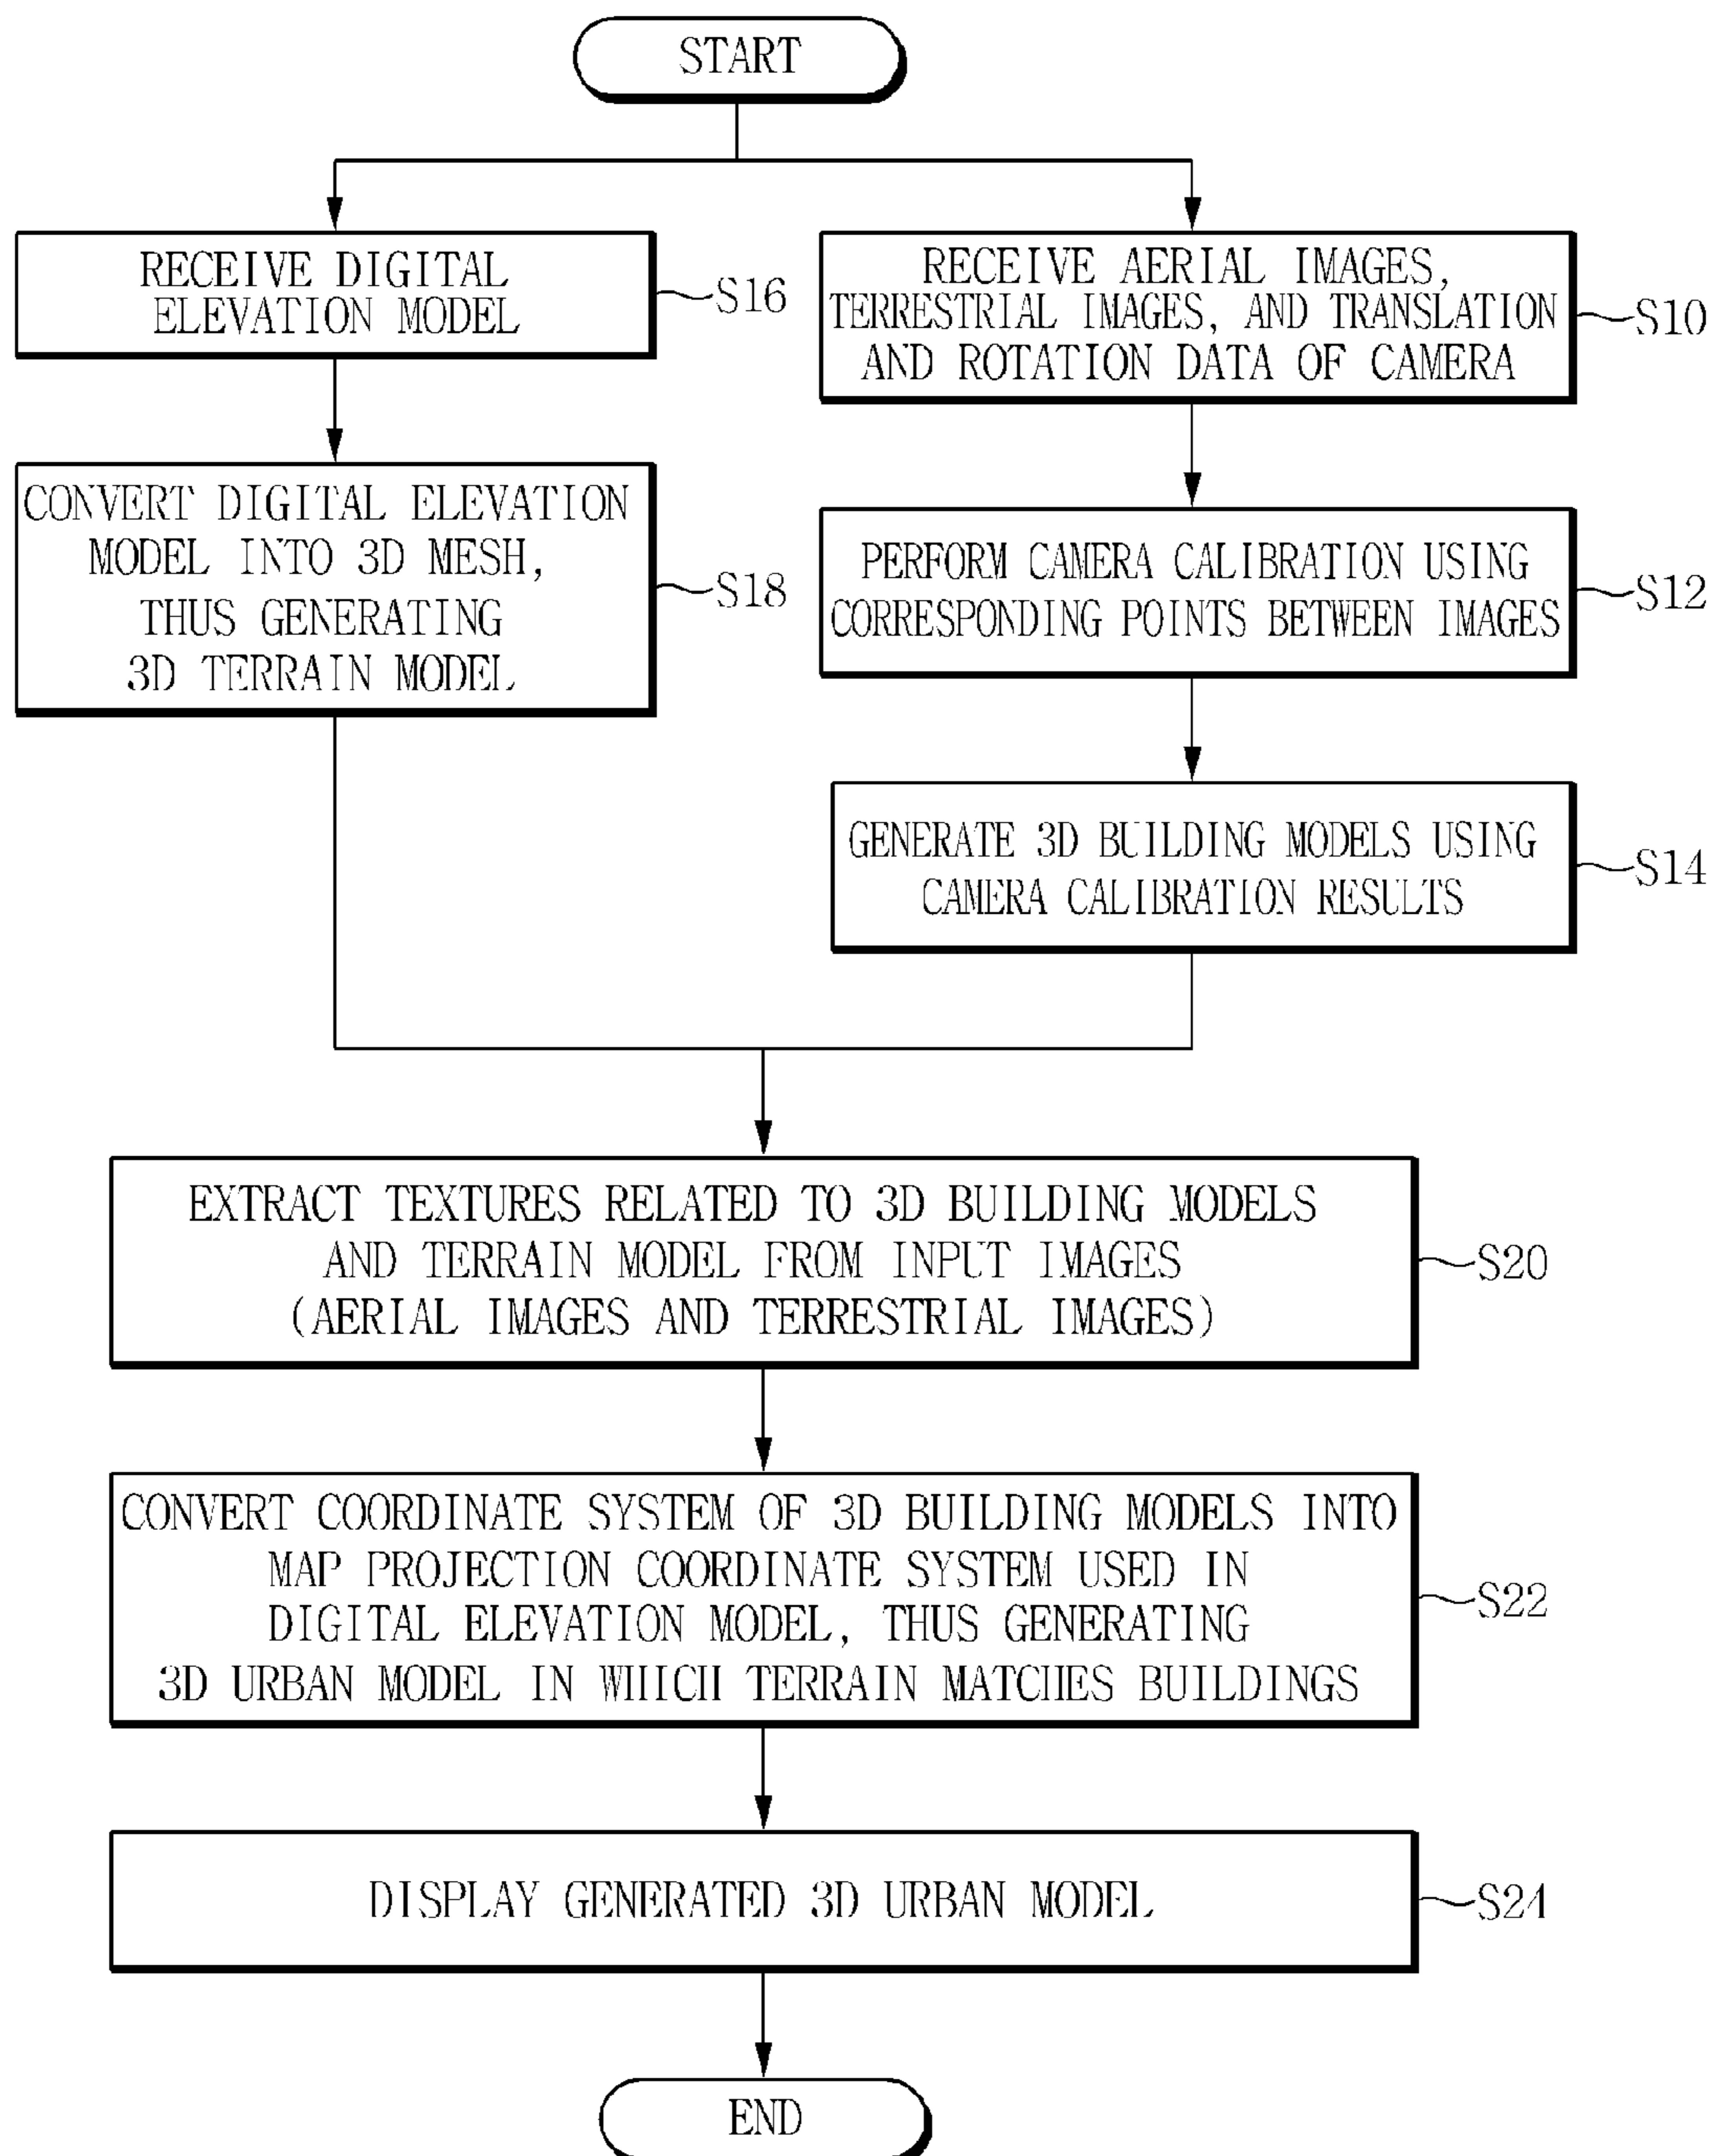 START
RECEIVE DIGITAL
ELEVATION MODEL
S16
CONVERT DIGITAL ELEVATION
MODEL INTO 3D MESH,
THUS GENERATING
3D TERRAIN MODEL
S18
RECEIVE AERIAL IMAGES,
TERRESTRIAL IMAGES, AND TRANSLATION
AND ROTATION DATA OF CAMERA
S10
PERFORM CAMERA CALIBRATION USING
CORRESPONDING POINTS BETWEEN IMAGES
S12
GENERATE 3D BUILDING MODELS USING
CAMERA CALIBRATION RESULTS
S14
EXTRACT TEXTURES RELATED TO 3D BUILDING MODELS
AND TERRAIN MODEL FROM INPUT IMAGES
(AERIAL IMAGES AND TERRESTRIAL IMAGES)
S20
CONVERT COORDINATE SYSTEM OF 3D BUILDING MODELS INTO
MAP PROJECTION COORDINATE SYSTEM USED IN
DIGITAL ELEVATION MODEL, THUS GENERATING
3D URBAN MODEL IN WHICH TERRAIN MATCHES BUILDINGS
S22
DISPLAY GENERATED 3D URBAN MODEL
S24
END